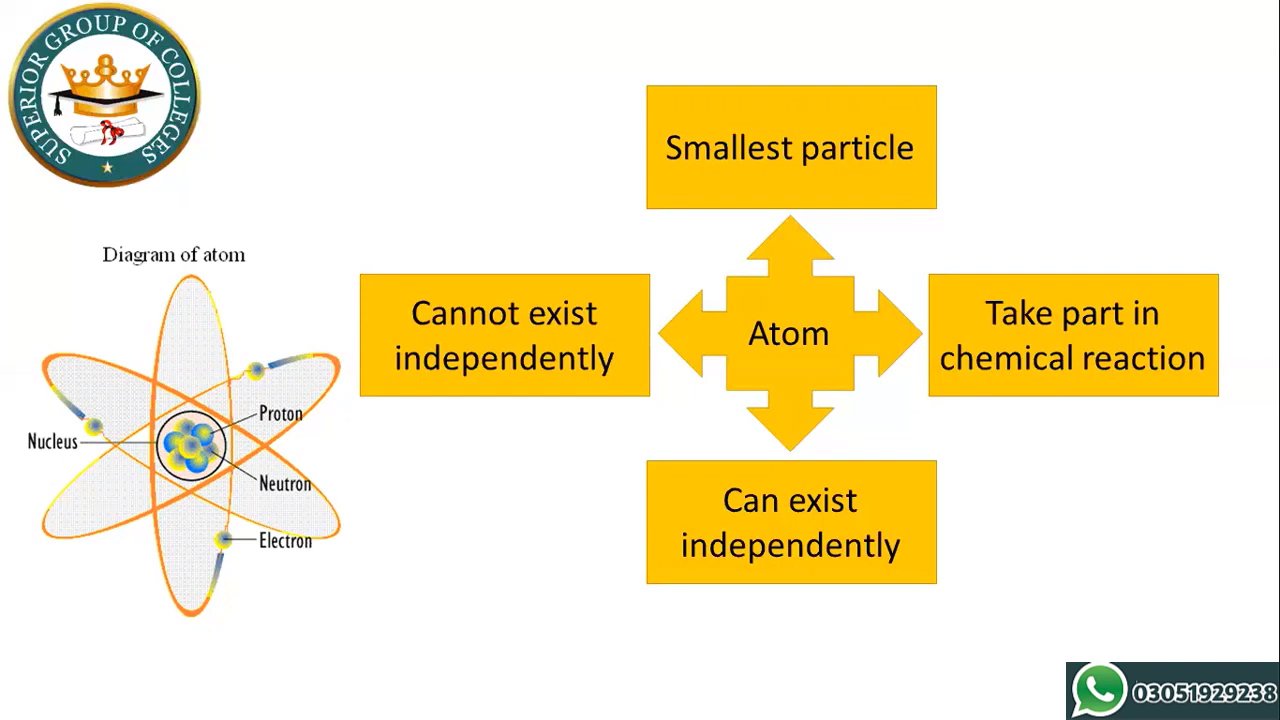 SUPERIOR GROUP OF COLLEGES
Smallest particle
Diagram of atom
Cannot exist
independently
Atom
Take part in
chemical reaction
Proton
Nucleus
Neutron
Electron
Can exist
independently
03051929238